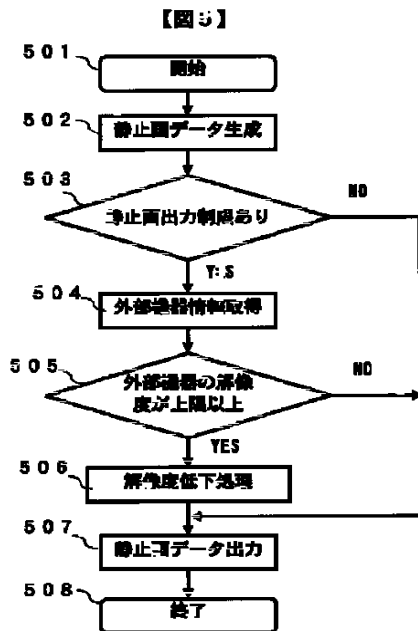 【図5】
501
開始
502
静止画データ生成
503
静止画出力制限あり
NO
YES
504
外部機器情報取得
505
外部機器の解像
度が上限以上
NO
YES
506
解像度低下処理
507
静止画データ出力
508
終了